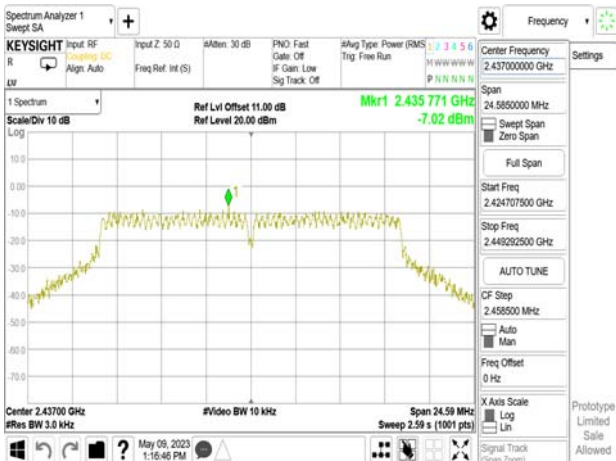 Spectrum Analyzer 1
Swept SA
Frequency
KEYSIGHT
R
Input: RF
Coupling: DC
Align: Auto
Input Z: 50 Ω
Freq Ref: Int (S)
#Atten: 30 dB
PNO: Fast
Gate: Off
IF Gain: Low
Sig Track: Off
#Avg Type: Power (RMS)
Trig: Free Run
1 2 3 4 5 6
M W W W W W
P N N N N N
1 Spectrum
Scale/Div 10 dB
Ref Lvl Offset 11.00 dB
Ref Level 20.00 dBm
Mkr1 2.435 771 GHz
-7.02 dBm
Log
10.0
0.00
-10.0
-20.0
-30.0
-40.0
-50.0
-60.0
-70.0
1
Center 2.43700 GHz
#Res BW 3.0 kHz
#Video BW 10 kHz
Span 24.59 MHz
Sweep 2.59 s (1001 pts)
May 09, 2023
1:16:46 PM
Center Frequency
2.437000000 GHz
Span
24.5850000 MHz
Swept Span
Zero Span
Full Span
Start Freq
2.424707500 GHz
Stop Freq
2.449292500 GHz
AUTO TUNE
CF Step
2.458500 MHz
Auto
Man
Freq Offset
0 Hz
X Axis Scale
Log
Lin
Signal Track
(Span Zoom)
Settings
Prototype
Limited
Sale
Allowed